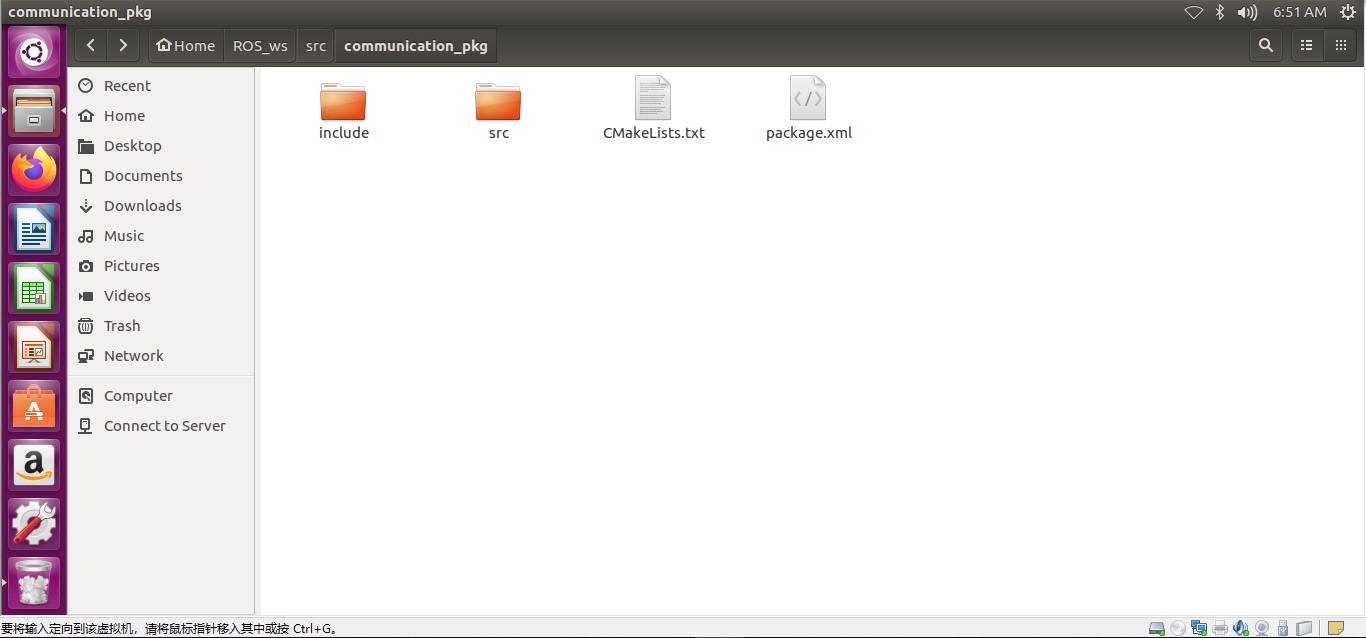 communication_pkg
6:51 AM
Home
ROS_ws
src
communication_pkg
Recent
Home
Desktop
Documents
Downloads
Music
Pictures
Videos
Trash
Network
Computer
Connect to Server
include
src
CMakeLists.txt
package.xml
要将输入定向到该虚拟机，请将鼠标指针移入其中或按 Ctrl+G。